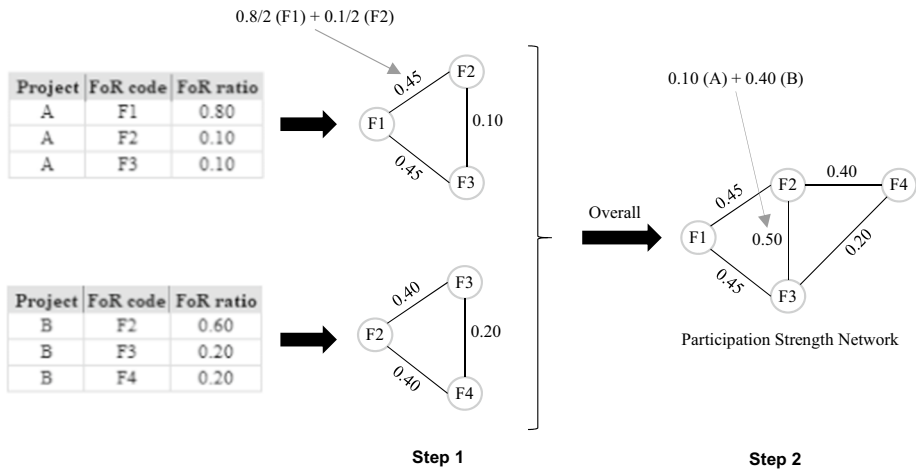 0.8/2 (F1) + 0.1/2 (F2)
Project FoR code FoR ratio
A F1 0.80
A F2 0.10
A F3 0.10
F1
F2
F3
0.45
0.10
0.45
Project FoR code FoR ratio
B F2 0.60
B F3 0.20
B F4 0.20
F2
F3
F4
0.40
0.20
0.40
Step 1
Overall
0.10 (A) + 0.40 (B)
F1
F2
F3
F4
0.45
0.40
0.50
0.20
0.45
Participation Strength Network
Step 2